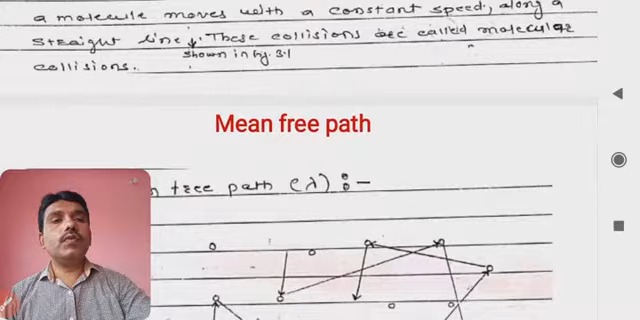 a molecule moves with a constant speed, along a
straight line. These collisions are called molecular
shown in fig. 3.1
collisions.
Mean free path
free path (λ) :-